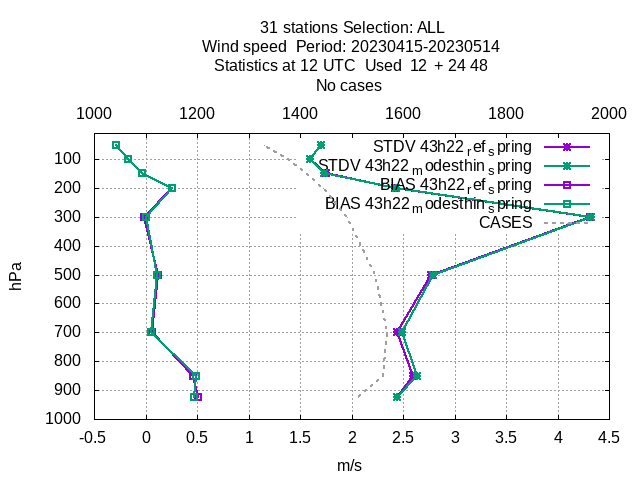 31 stations Selection: ALL
Wind speed  Period: 20230415-20230514
Statistics at 12 UTC  Used  12  + 24 48
No cases
1000 1200 1400 1600 1800 2000
STDV 43h22_ref_spring
STDV 43h22_modesthin_spring
BIAS 43h22_ref_spring
BIAS 43h22_modesthin_spring
CASES
100
200
300
400
500
600
700
800
900
1000
hPa
-0.5 0 0.5 1 1.5 2 2.5 3 3.5 4 4.5
m/s